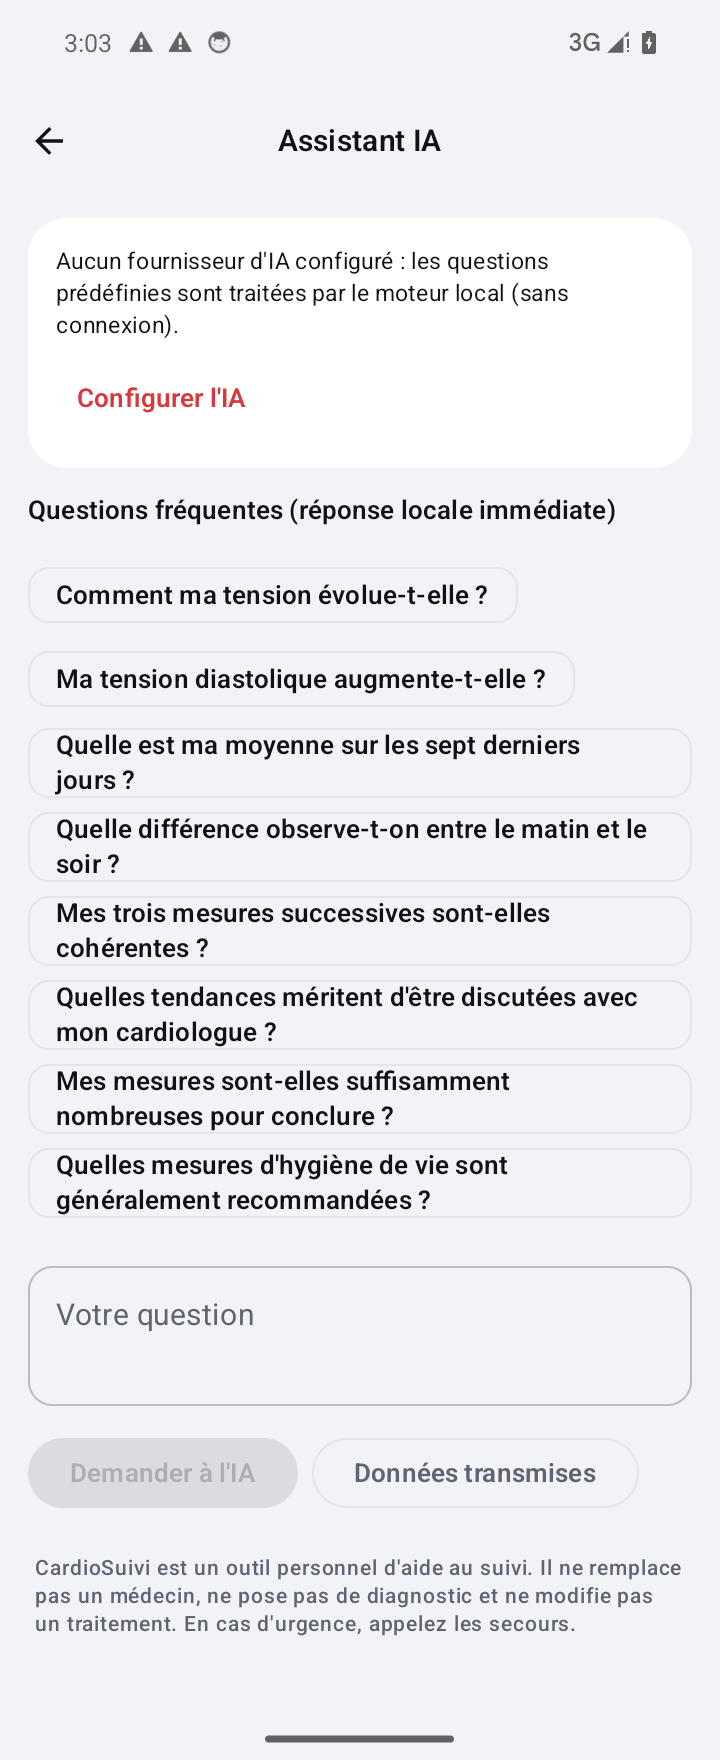 3:03
3G
Assistant IA
Aucun fournisseur d'IA configuré : les questions
prédéfinies sont traitées par le moteur local (sans
connexion).
Configurer l'IA
Questions fréquentes (réponse locale immédiate)
Comment ma tension évolue-t-elle ?
Ma tension diastolique augmente-t-elle ?
Quelle est ma moyenne sur les sept derniers
jours ?
Quelle différence observe-t-on entre le matin et le
soir ?
Mes trois mesures successives sont-elles
cohérentes ?
Quelles tendances méritent d'être discutées avec
mon cardiologue ?
Mes mesures sont-elles suffisamment
nombreuses pour conclure ?
Quelles mesures d'hygiène de vie sont
généralement recommandées ?
Votre question
Demander à l'IA
Données transmises
CardioSuivi est un outil personnel d'aide au suivi. Il ne remplace
pas un médecin, ne pose pas de diagnostic et ne modifie pas
un traitement. En cas d'urgence, appelez les secours.